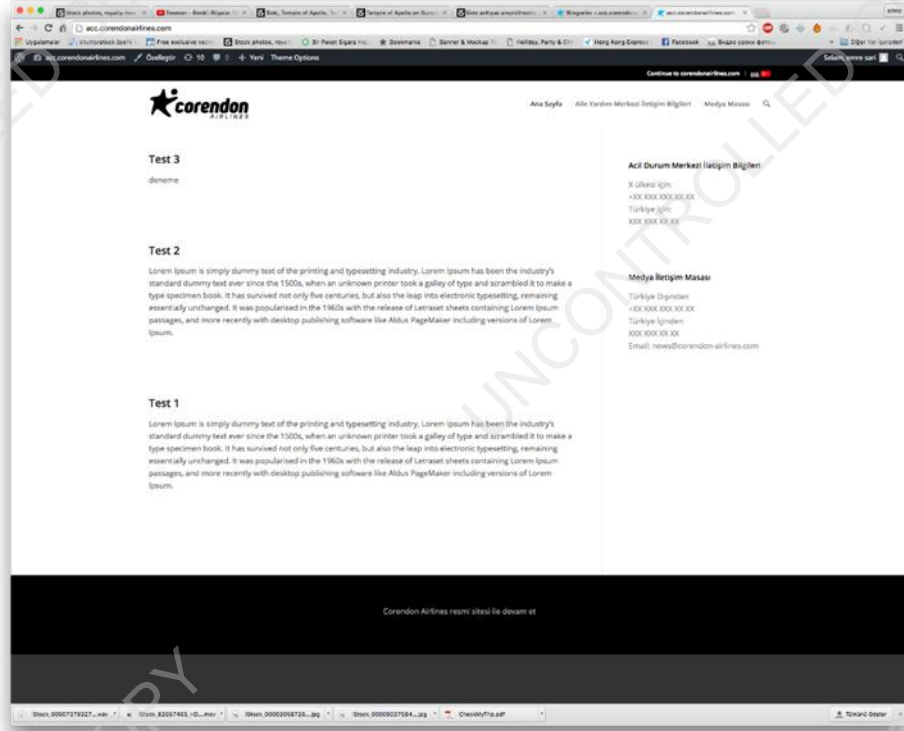 acc.corendonairlines.com
acc.corendonairlines.com Özelleştir 10 0 + Yeni Theme Options
Selam, emre sari
Continue to corendonairlines.com
corendon
AIRLINES
Ana Sayfa Aile Yardım Merkezi İletişim Bilgileri Medya Masası
Test 3
deneme
Test 2
Lorem Ipsum is simply dummy text of the printing and typesetting industry. Lorem Ipsum has been the industry's
standard dummy text ever since the 1500s, when an unknown printer took a galley of type and scrambled it to make a
type specimen book. It has survived not only five centuries, but also the leap into electronic typesetting, remaining
essentially unchanged. It was popularised in the 1960s with the release of Letraset sheets containing Lorem Ipsum
passages, and more recently with desktop publishing software like Aldus PageMaker including versions of Lorem
Ipsum.
Test 1
Lorem Ipsum is simply dummy text of the printing and typesetting industry. Lorem Ipsum has been the industry's
standard dummy text ever since the 1500s, when an unknown printer took a galley of type and scrambled it to make a
type specimen book. It has survived not only five centuries, but also the leap into electronic typesetting, remaining
essentially unchanged. It was popularised in the 1960s with the release of Letraset sheets containing Lorem Ipsum
passages, and more recently with desktop publishing software like Aldus PageMaker including versions of Lorem
Ipsum.
Acil Durum Merkezi İletişim Bilgileri
X ülkesi için:
+XX XXX XXX XX XX
Türkiye için:
XXX XXX XX XX
Medya İletişim Masası
Türkiye Dışından
+XX XXX XXX XX XX
Türkiye İçinden
XXX XXX XX XX
Email: news@corendon-airlines.com
Corendon Airlines resmi sitesi ile devam et
CheckMyTrip.pdf
Tümünü Göster
UNCONTROLLED